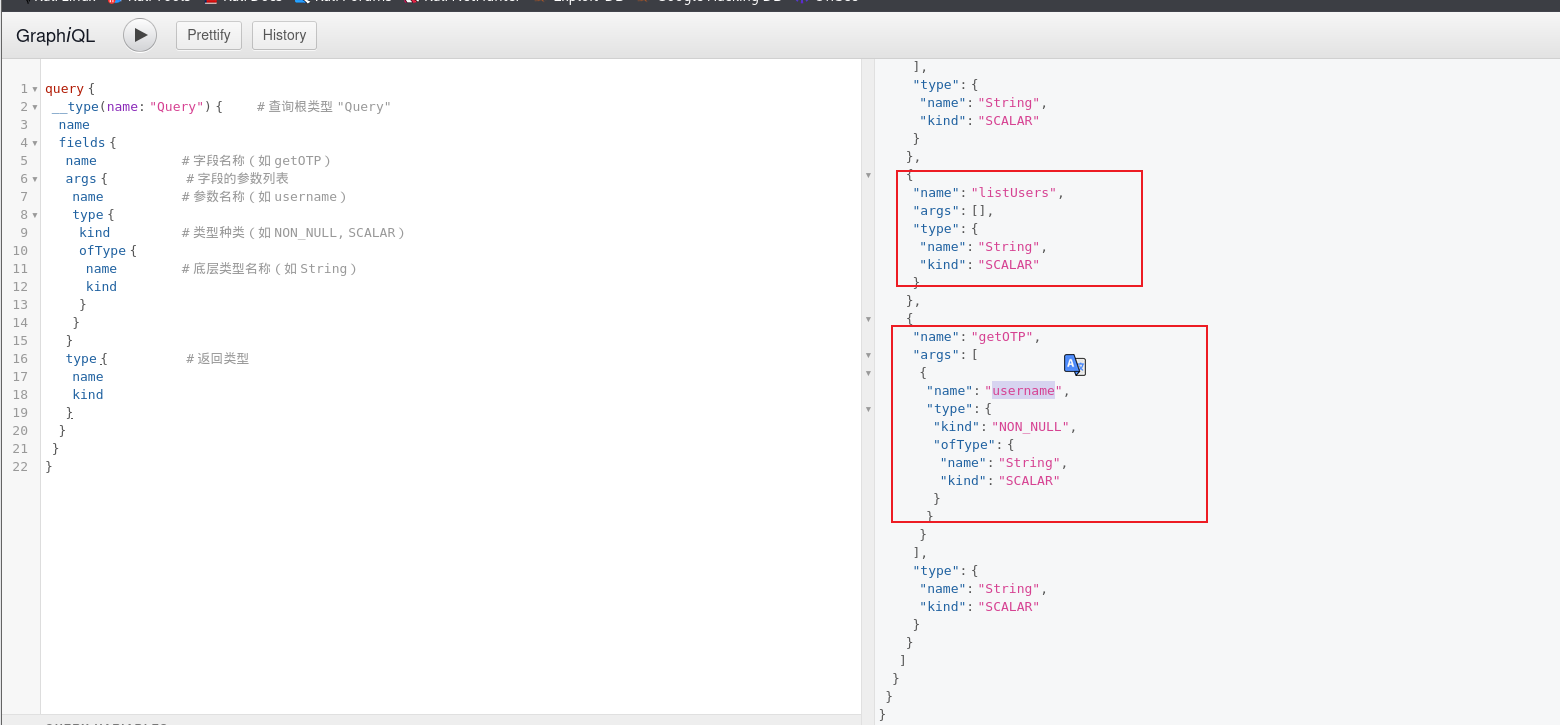 GraphiQL Prettify History
1 query {
2 __type(name: "Query") { # 查询根类型 "Query"
3 name
4 fields {
5 name # 字段名称 ( 如 getOTP )
6 args { # 字段的参数列表
7 name # 参数名称 ( 如 username )
8 type {
9 kind # 类型种类 ( 如 NON_NULL, SCALAR )
10 ofType {
11 name # 底层类型名称 ( 如 String )
12 kind
13 }
14 }
15 }
16 type { # 返回类型
17 name
18 kind
19 }
20 }
21 }
22 }
],
"type": {
"name": "String",
"kind": "SCALAR"
}
},
{
"name": "listUsers",
"args": [],
"type": {
"name": "String",
"kind": "SCALAR"
}
},
{
"name": "getOTP",
"args": [
{
"name": "username",
"type": {
"kind": "NON_NULL",
"ofType": {
"name": "String",
"kind": "SCALAR"
}
}
}
],
"type": {
"name": "String",
"kind": "SCALAR"
}
}
]
}
}
}